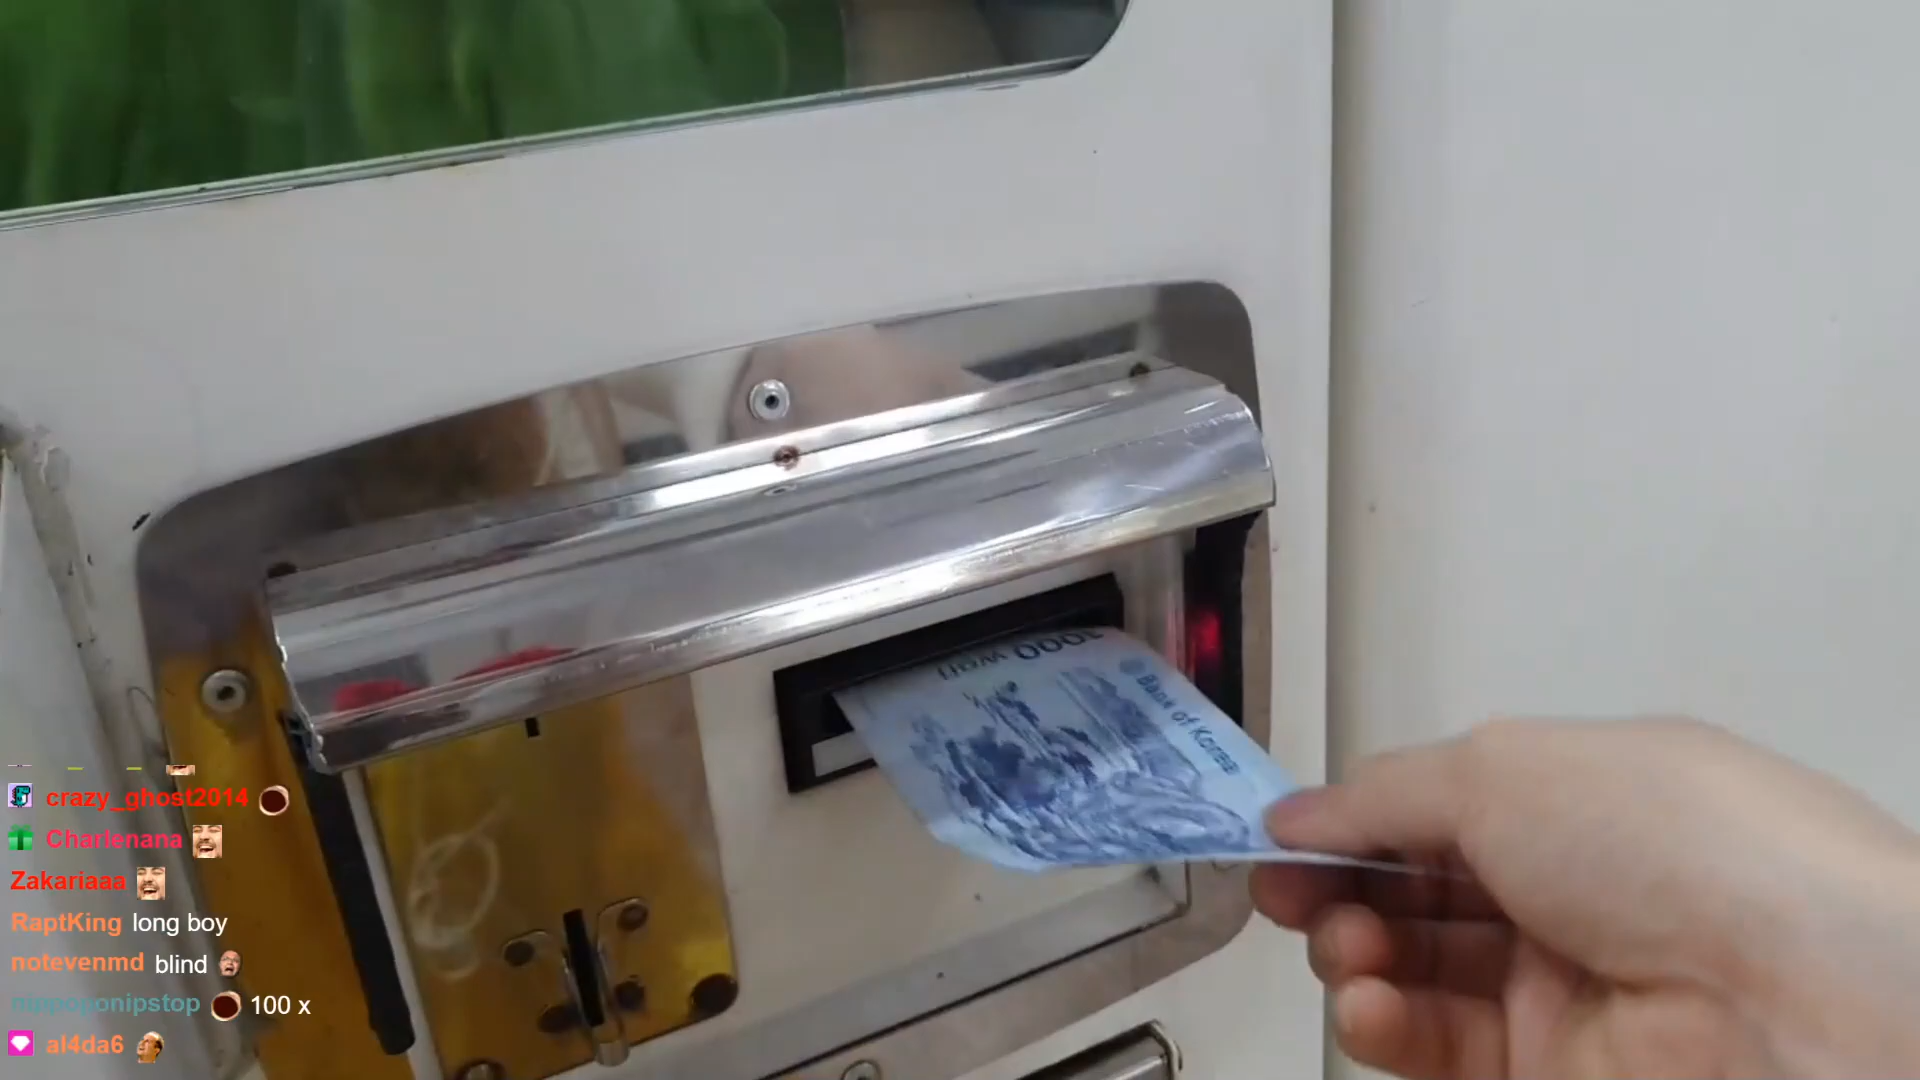 1000 won
Bank of Korea
crazy_ghost2014
Charlenana
Zakariaaa
RaptKing long boy
notevenmd blind
nippoponipstop 100 x
al4da6